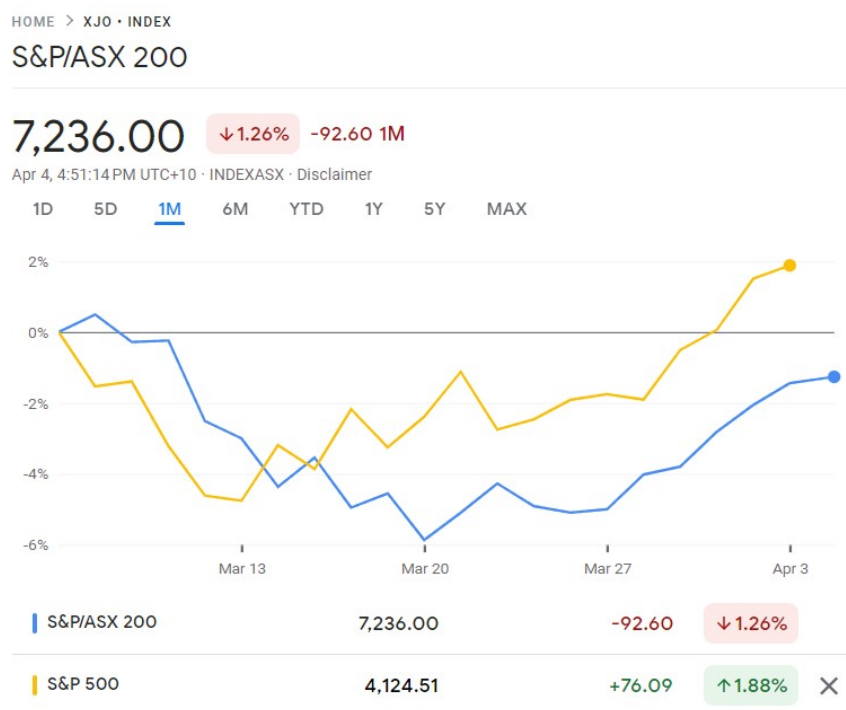 HOME > XJO • INDEX
S&P/ASX 200
7,236.00 ↓1.26% -92.60 1M
Apr 4, 4:51:14 PM UTC+10 · INDEXASX · Disclaimer
1D 5D 1M 6M YTD 1Y 5Y MAX
2%
0%
-2%
-4%
-6%
Mar 13 Mar 20 Mar 27 Apr 3
S&P/ASX 200 7,236.00 -92.60 ↓1.26%
S&P 500 4,124.51 +76.09 ↑1.88%